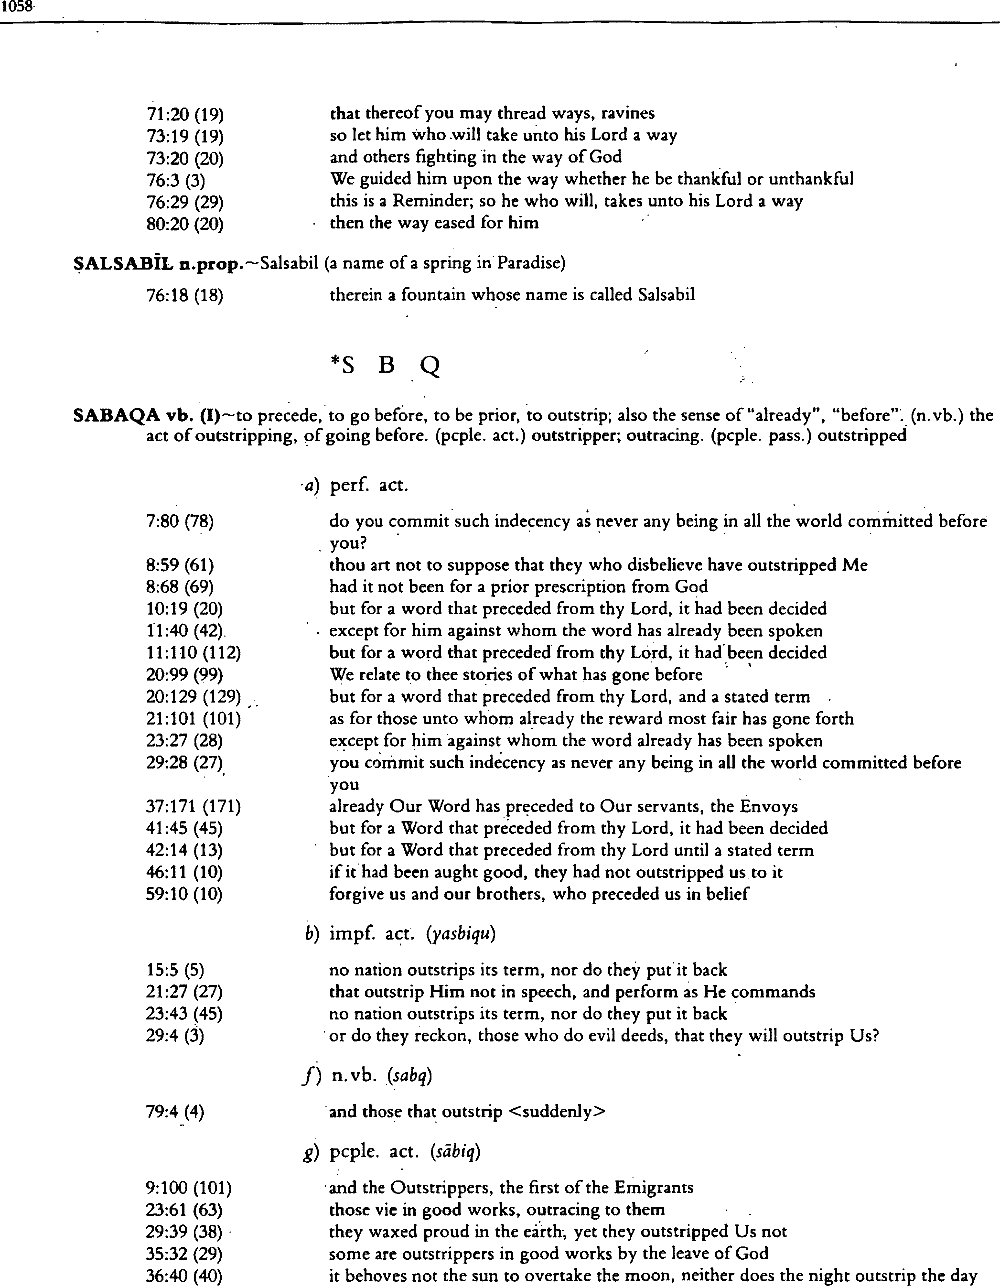 1058
71:20 (19) that thereof you may thread ways, ravines
73:19 (19) so let him who will take unto his Lord a way
73:20 (20) and others fighting in the way of God
76:3 (3) We guided him upon the way whether he be thankful or unthankful
76:29 (29) this is a Reminder; so he who will, takes unto his Lord a way
80:20 (20) then the way eased for him
SALSABĪL n.prop.~Salsabil (a name of a spring in Paradise)
76:18 (18) therein a fountain whose name is called Salsabil
*S B Q
SABAQA vb. (I)~to precede, to go before, to be prior, to outstrip; also the sense of "already", "before". (n.vb.) the
act of outstripping, of going before. (pcple. act.) outstripper; outracing. (pcple. pass.) outstripped
a) perf. act.
7:80 (78) do you commit such indecency as never any being in all the world committed before
you?
8:59 (61) thou art not to suppose that they who disbelieve have outstripped Me
8:68 (69) had it not been for a prior prescription from God
10:19 (20) but for a word that preceded from thy Lord, it had been decided
11:40 (42) except for him against whom the word has already been spoken
11:110 (112) but for a word that preceded from thy Lord, it had been decided
20:99 (99) We relate to thee stories of what has gone before
20:129 (129) but for a word that preceded from thy Lord, and a stated term
21:101 (101) as for those unto whom already the reward most fair has gone forth
23:27 (28) except for him against whom the word already has been spoken
29:28 (27) you commit such indecency as never any being in all the world committed before
you
37:171 (171) already Our Word has preceded to Our servants, the Envoys
41:45 (45) but for a Word that preceded from thy Lord, it had been decided
42:14 (13) but for a Word that preceded from thy Lord until a stated term
46:11 (10) if it had been aught good, they had not outstripped us to it
59:10 (10) forgive us and our brothers, who preceded us in belief
b) impf. act. (yasbiqu)
15:5 (5) no nation outstrips its term, nor do they put it back
21:27 (27) that outstrip Him not in speech, and perform as He commands
23:43 (45) no nation outstrips its term, nor do they put it back
29:4 (3) or do they reckon, those who do evil deeds, that they will outstrip Us?
f) n.vb. (sabq)
79:4 (4) and those that outstrip <suddenly>
g) pcple. act. (sābiq)
9:100 (101) and the Outstrippers, the first of the Emigrants
23:61 (63) those vie in good works, outracing to them
29:39 (38) they waxed proud in the earth, yet they outstripped Us not
35:32 (29) some are outstrippers in good works by the leave of God
36:40 (40) it behoves not the sun to overtake the moon, neither does the night outstrip the day